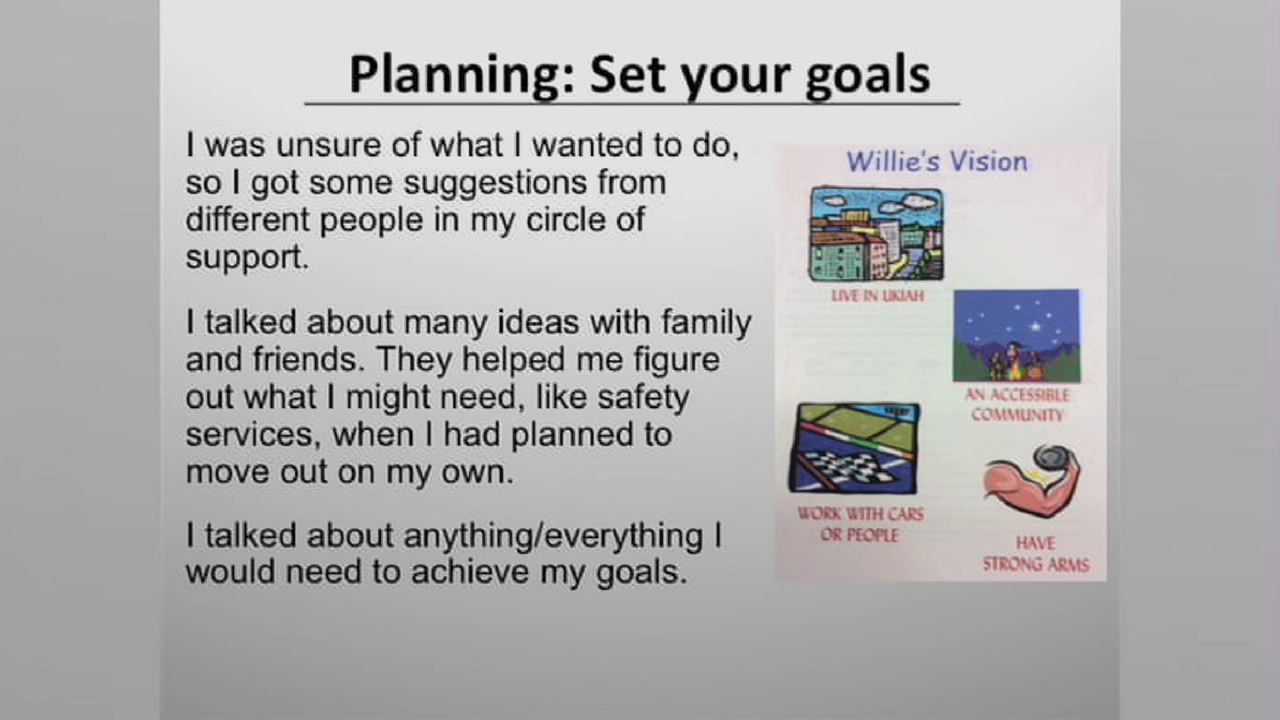 Planning: Set your goals
I was unsure of what I wanted to do,
so I got some suggestions from
different people in my circle of
support.
I talked about many ideas with family
and friends. They helped me figure
out what I might need, like safety
services, when I had planned to
move out on my own.
I talked about anything/everything I
would need to achieve my goals.
Willie's Vision
LIVE IN UKIAH
AN ACCESSIBLE
COMMUNITY
WORK WITH CARS
OR PEOPLE
HAVE
STRONG ARMS